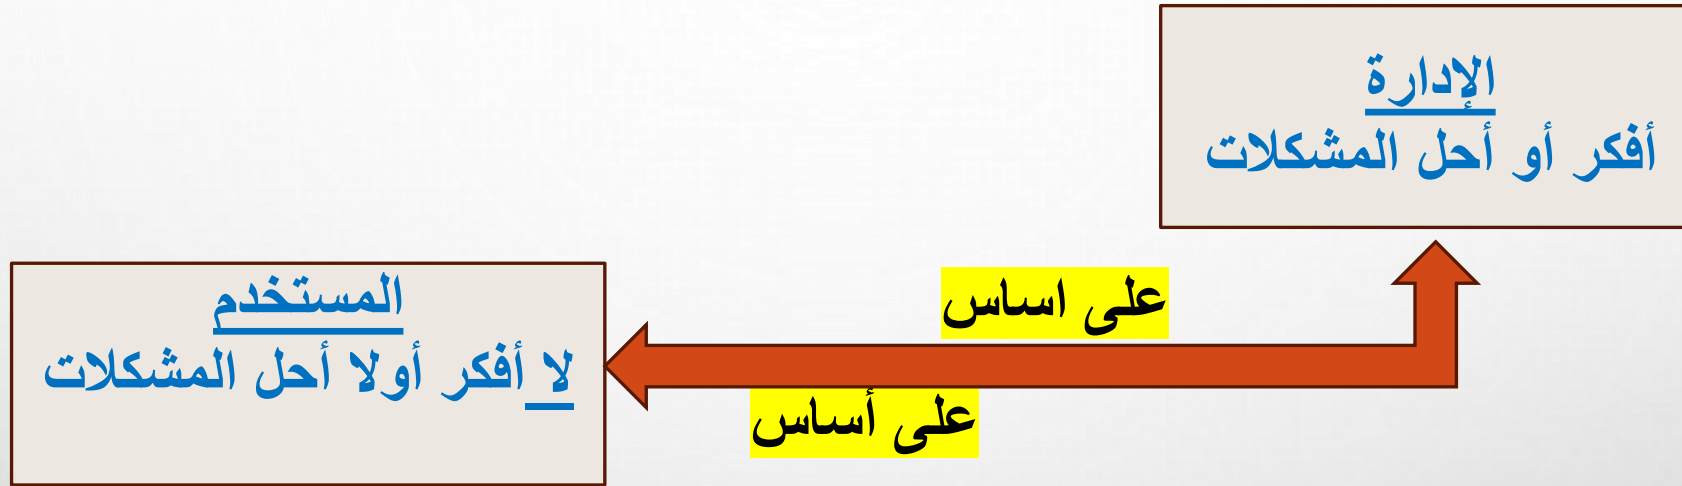 الإدارة
أفكر أو أحل المشكلات
على اساس
المستخدم
لا أفكر أولا أحل المشكلات
على أساس